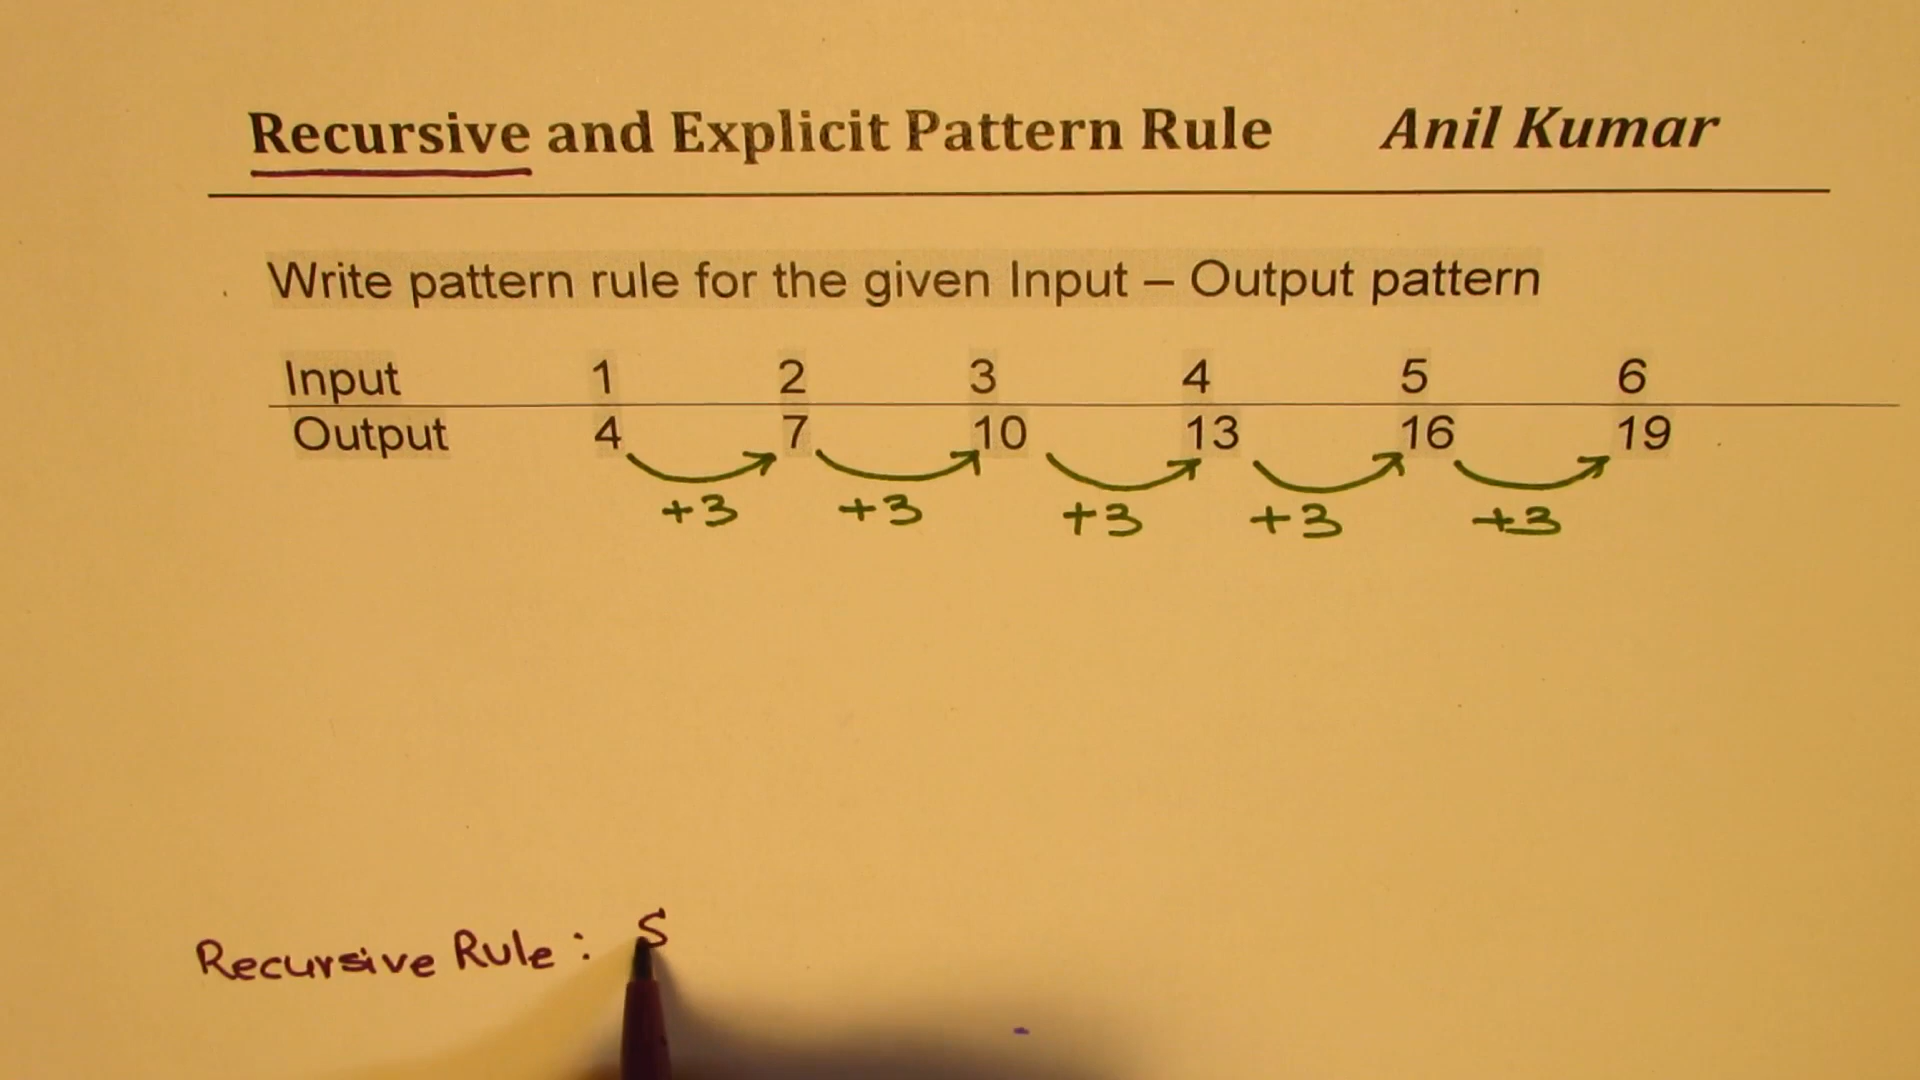 Recursive and Explicit Pattern Rule Anil Kumar
Write pattern rule for the given Input – Output pattern
Input 1 2 3 4 5 6
Output 4 7 10 13 16 19
+3 +3 +3 +3 +3
Recursive Rule: S